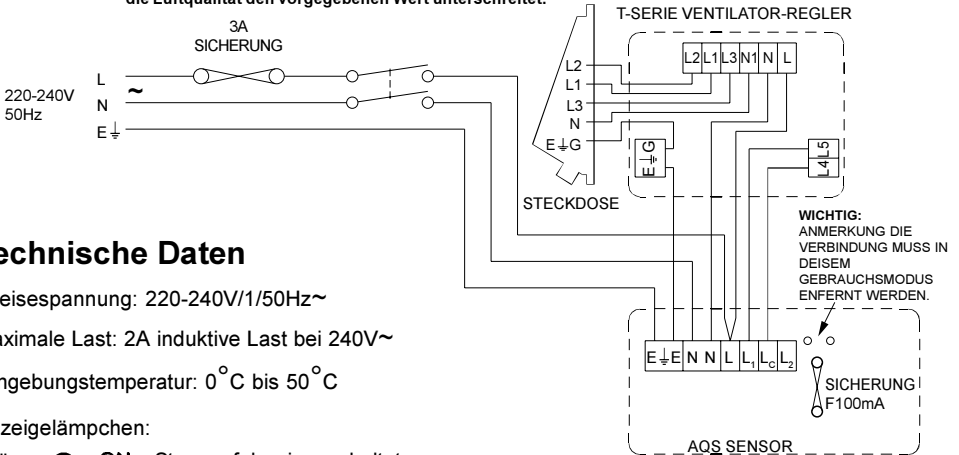 die Luftqualität den vorgegebenen Wert unterschreitet.
T-SERIE VENTILATOR-REGLER
3A
SICHERUNG
L2 L1 L3 N1 N L
L2
L1
L3
N
E⏚G
L
220-240V
50Hz
~
N
E⏚
E⏚G
L4 L5
STECKDOSE
WICHTIG:
ANMERKUNG DIE
VERBINDUNG MUSS IN
DEISEM
GEBRAUCHSMODUS
ENFERNT WERDEN.
echnische Daten
eisespannung: 220-240V/1/50Hz~
aximale Last: 2A induktive Last bei 240V~
ngebungstemperatur: 0°C bis 50°C
zeigelämpchen:
E⏚E N N L L₁ L꜀ L₂
SICHERUNG
F100mA
AQS SENSOR